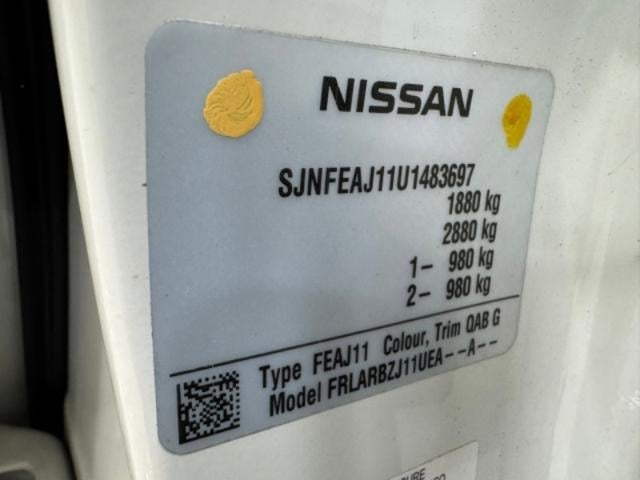 NISSAN
SJNFEAJ11U1483697
1880 kg
2880 kg
1- 980 kg
2- 980 kg
Type FEAJ11 Colour, Trim QAB G
Model FRLARBZJ11UEA--A--